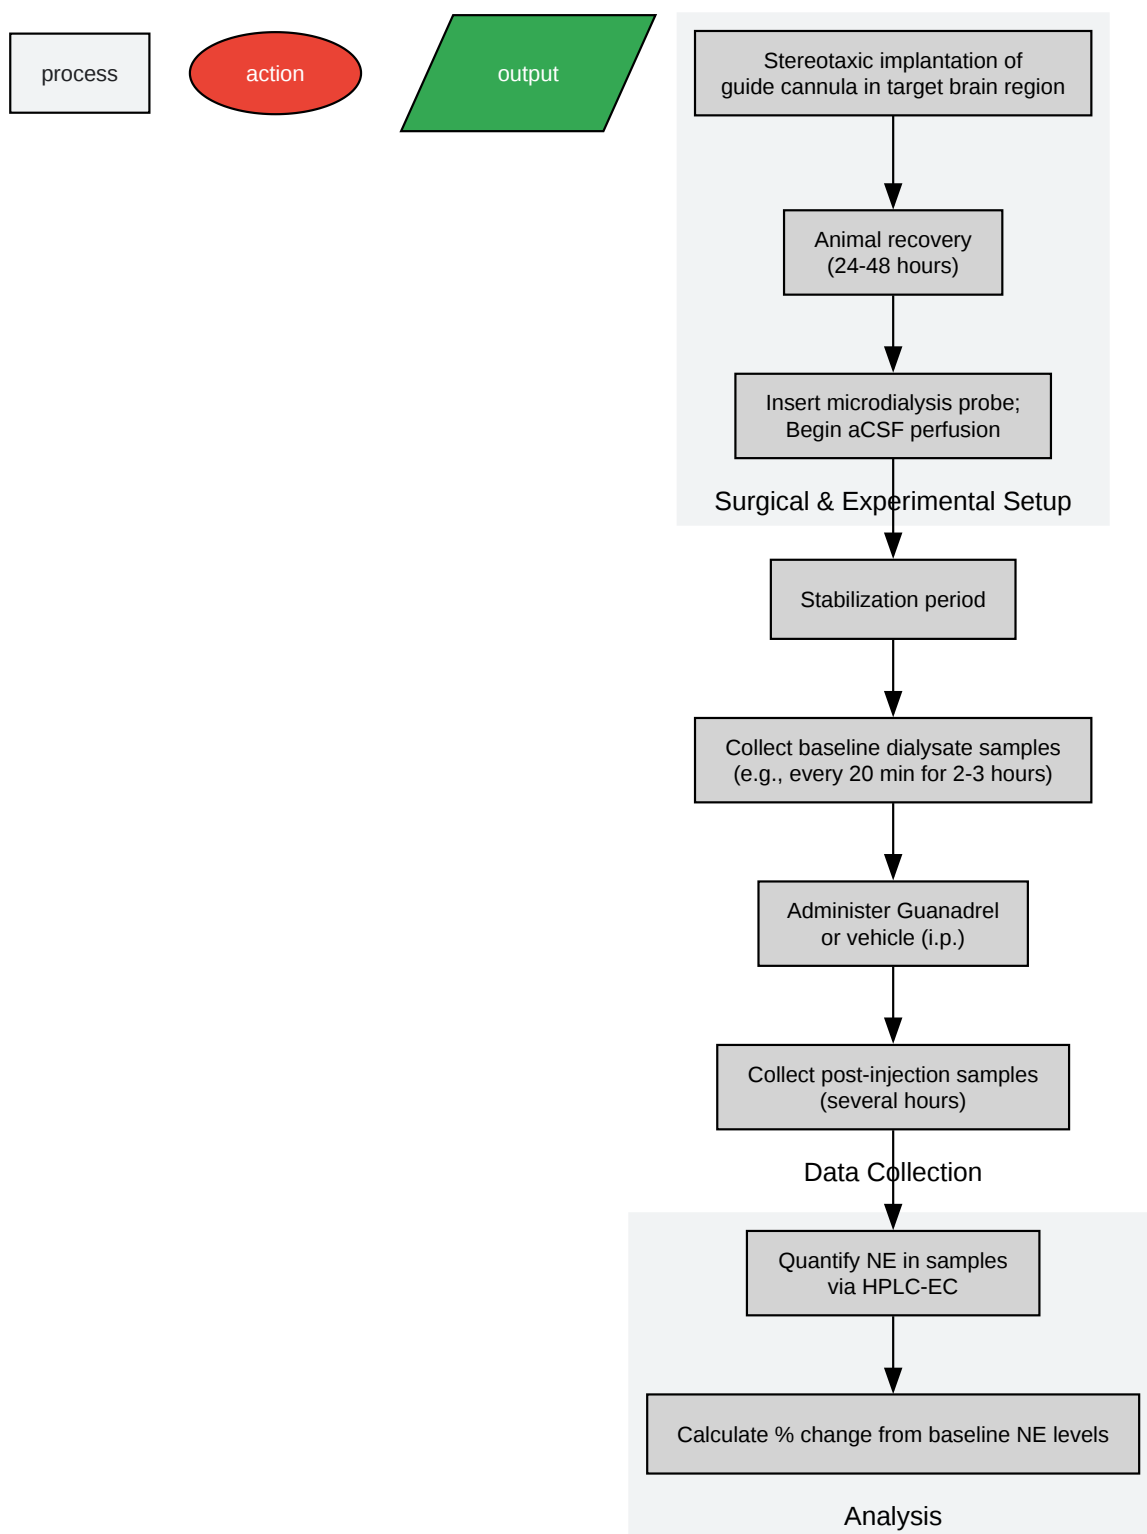 process
action
output
Stereotaxic implantation of
guide cannula in target brain region
Animal recovery
(24-48 hours)
Insert microdialysis probe;
Begin aCSF perfusion
Surgical & Experimental Setup
Stabilization period
Collect baseline dialysate samples
(e.g., every 20 min for 2-3 hours)
Administer Guanadrel
or vehicle (i.p.)
Collect post-injection samples
(several hours)
Data Collection
Quantify NE in samples
via HPLC-EC
Calculate % change from baseline NE levels
Analysis